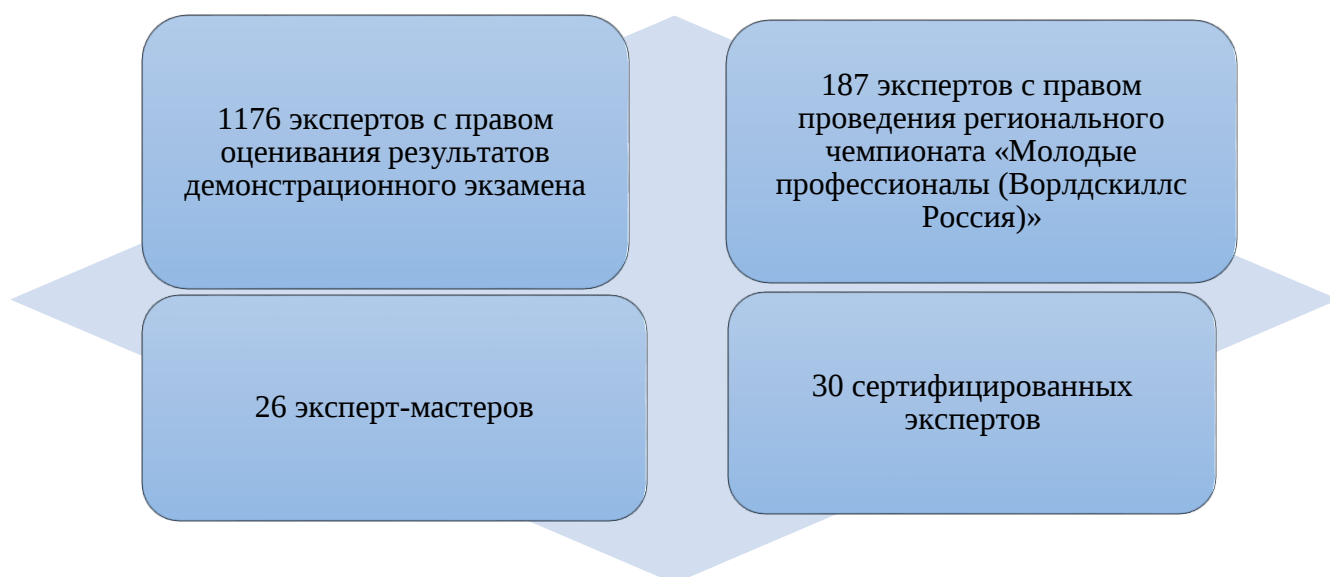 1176 экспертов с правом
оценивания результатов
демонстрационного экзамена
187 экспертов с правом
проведения регионального
чемпионата «Молодые
профессионалы (Ворлдскиллс
Россия)»
26 эксперт-мастеров
30 сертифицированных
экспертов